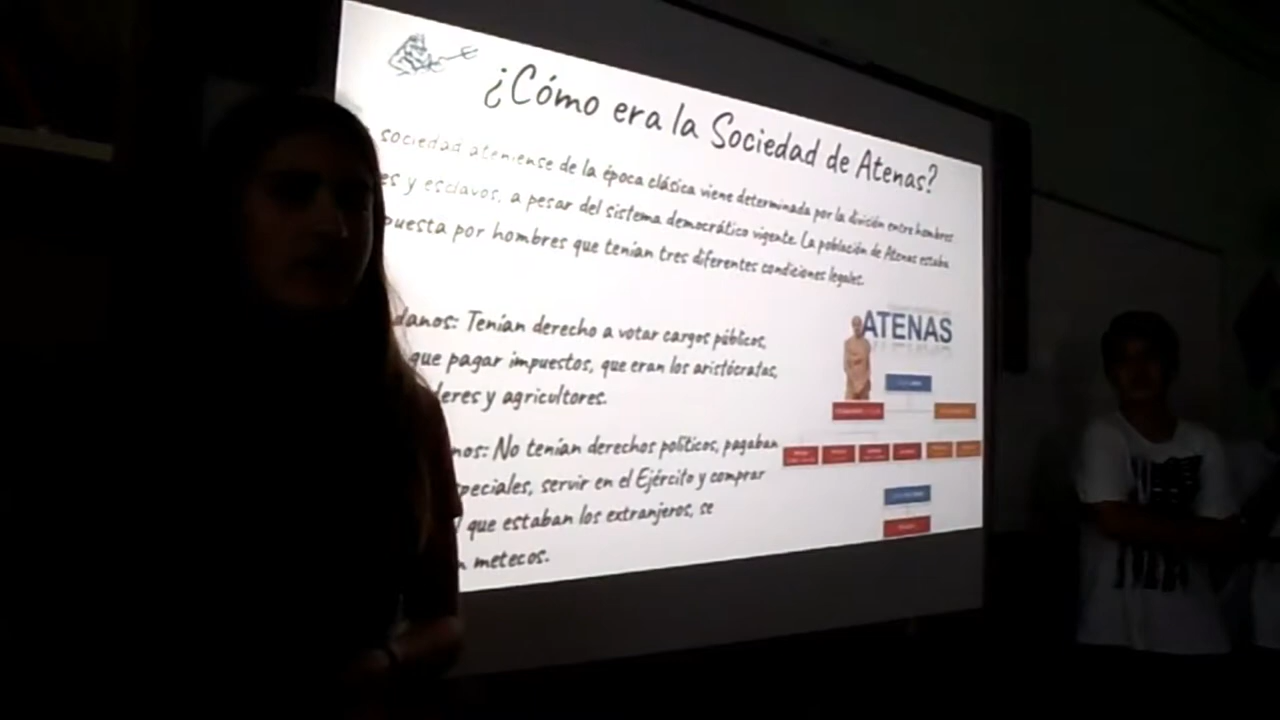 ¿Cómo era la Sociedad de Atenas?
sociedad ateniense de la época clásica viene determinada por la división entre hombres
es y esclavos, a pesar del sistema democrático vigente. La población de Atenas estaba
puesta por hombres que tenían tres diferentes condiciones legales.
danos: Tenían derecho a votar cargos públicos,
que pagar impuestos, que eran los aristócratas,
deres y agricultores.
nos: No tenían derechos políticos, pagaban
peciales, servir en el Ejército y comprar
que estaban los extranjeros, se
n metecos.
ATENAS